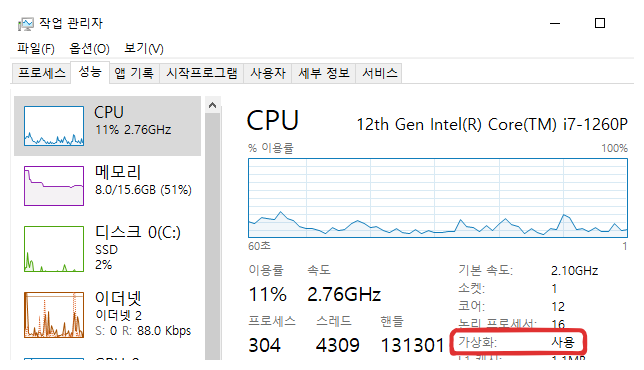 작업 관리자
파일(F) 옵션(O) 보기(V)
프로세스 성능 앱 기록 시작프로그램 사용자 세부 정보 서비스
CPU
11% 2.76GHz
메모리
8.0/15.6GB (51%)
디스크 0(C:)
SSD
2%
이더넷
이더넷 2
S: 0 R: 88.0 Kbps
CPU 12th Gen Intel(R) Core(TM) i7-1260P
% 이용률 100%
60초 1
이용률 속도
11% 2.76GHz
프로세스 스레드 핸들
304 4309 131301
기본 속도: 2.10GHz
소켓: 1
코어: 12
논리 프로세서: 16
가상화: 사용
L1 캐시: 1.1MB